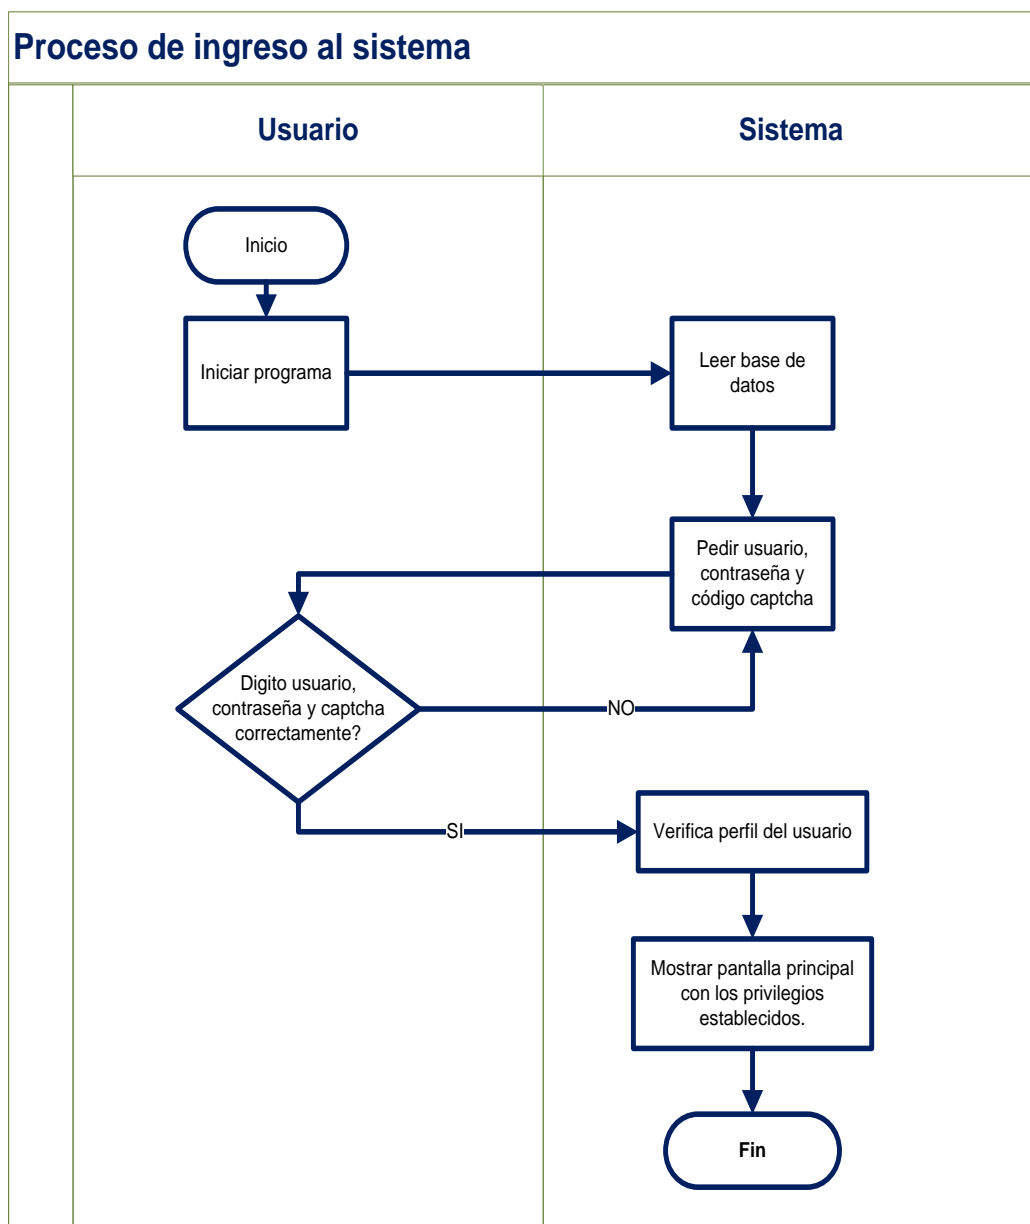 Proceso de ingreso al sistema
Usuario
Sistema
Inicio
Iniciar programa
Leer base de
datos
Pedir usuario,
contraseña y
código captcha
Digito usuario,
contraseña y captcha
correctamente?
NO
SI
Verifica perfil del usuario
Mostrar pantalla principal
con los privilegios
establecidos.
Fin